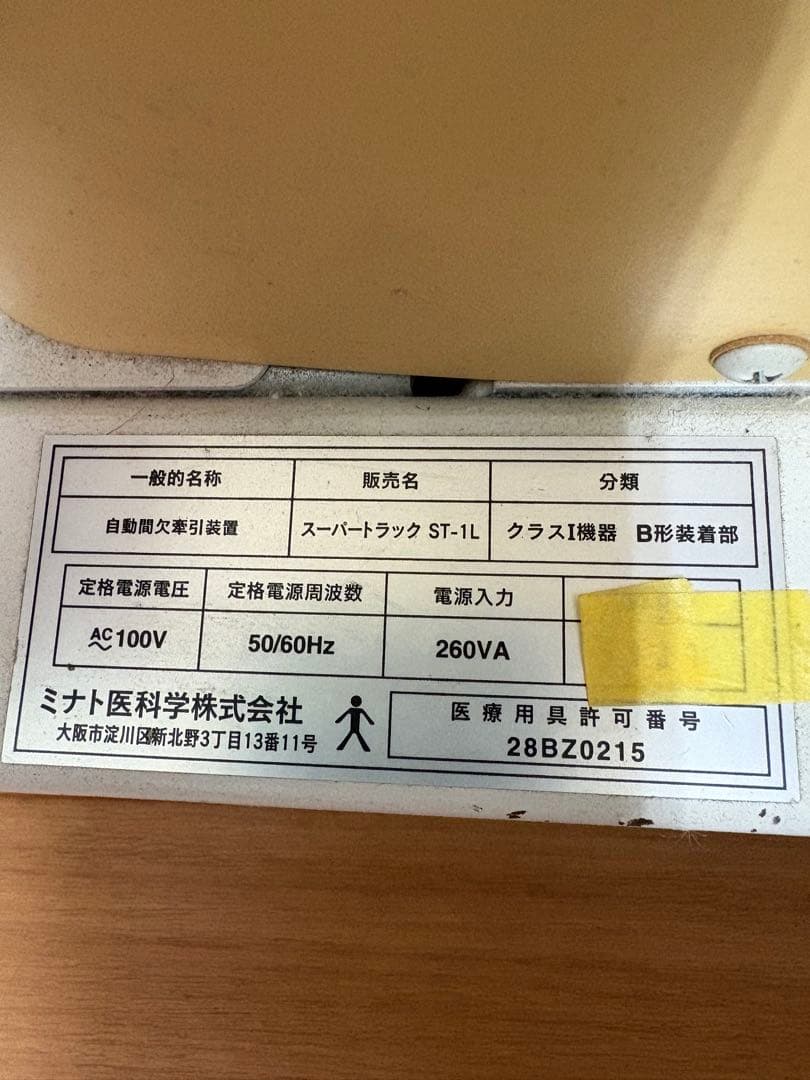 一般的名称 販売名 分類
自動間欠牽引装置 スーパートラック ST-1L クラスI機器 B形装着部
定格電源電圧 定格電源周波数 電源入力
AC 100V 50/60Hz 260VA
ミナト医科学株式会社
大阪市淀川区新北野3丁目13番11号
医療用具許可番号
28BZ0215